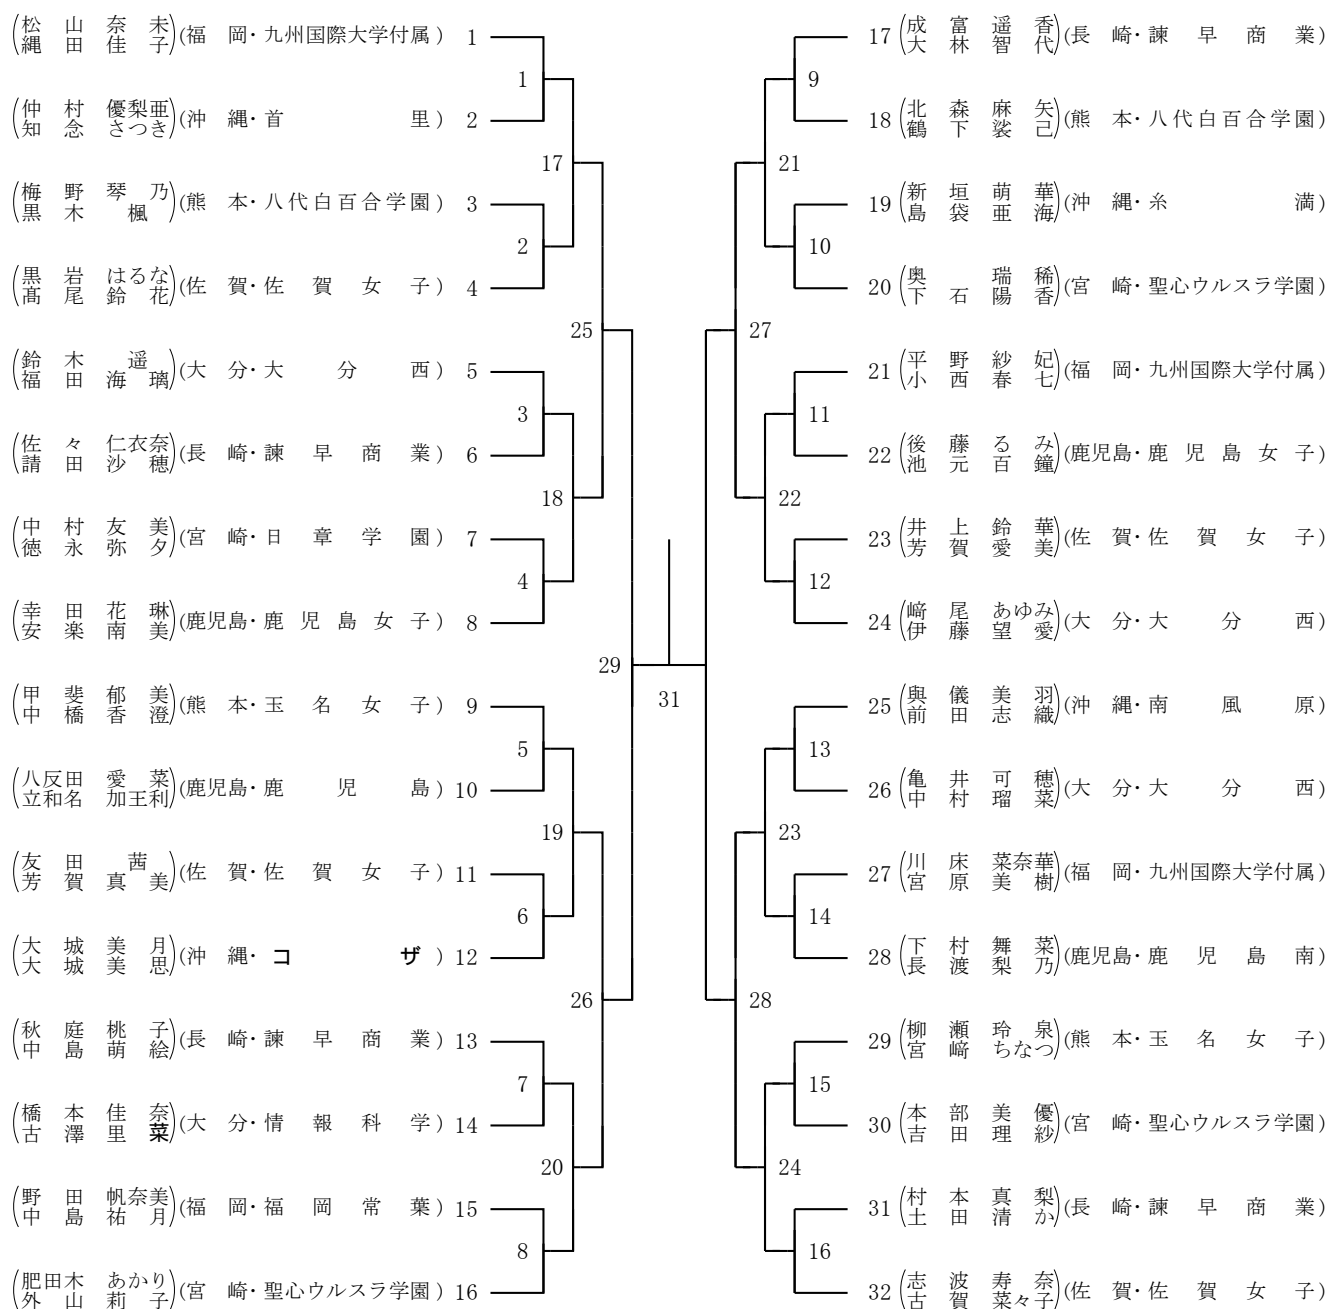 松山奈未
縄田佳子 (福岡・九州国際大学付属) 1
1
仲村優梨亜
知念さつき (沖縄・首里) 2
17
梅野琴乃
黒木楓 (熊本・八代白百合学園) 3
2
黒岩はるな
髙尾鈴花 (佐賀・佐賀女子) 4
25
鈴木遥
福田海璃 (大分・大分西) 5
3
佐々仁衣奈
請田沙穂 (長崎・諫早商業) 6
18
中村友美
徳永弥夕 (宮崎・日章学園) 7
4
幸田花琳
安楽南美 (鹿児島・鹿児島女子) 8
29
甲斐郁美
中橋香澄 (熊本・玉名女子) 9
5
八反田愛菜
立和名加王利 (鹿児島・鹿児島) 10
19
友田茜
芳賀真美 (佐賀・佐賀女子) 11
6
大城美月
大城美思 (沖縄・コザ) 12
26
秋庭桃子
中島萌絵 (長崎・諫早商業) 13
7
橋本佳奈
古澤里菜 (大分・情報科学) 14
20
野田帆奈美
中島祐月 (福岡・福岡常葉) 15
8
肥田木あかり
外山莉子 (宮崎・聖心ウルスラ学園) 16
31
17 成富遥香
大林智代 (長崎・諫早商業)
9
18 北森麻矢
鶴下裟己 (熊本・八代白百合学園)
21
19 新垣萌華
島袋亜海 (沖縄・糸満)
10
20 奥瑞稀
下石陽香 (宮崎・聖心ウルスラ学園)
27
21 平野紗妃
小西春七 (福岡・九州国際大学付属)
11
22 後藤るみ
池元百鐘 (鹿児島・鹿児島女子)
22
23 井上鈴華
芳賀愛美 (佐賀・佐賀女子)
12
24 﨑尾あゆみ
伊藤望愛 (大分・大分西)
25 與儀美羽
前田志織 (沖縄・南風原)
13
26 亀井可穂
中村瑠菜 (大分・大分西)
23
27 川床菜奈華
宮原美樹 (福岡・九州国際大学付属)
14
28 下村舞菜
長渡梨乃 (鹿児島・鹿児島南)
28
29 柳瀬玲泉
宮﨑ちなつ (熊本・玉名女子)
15
30 本部美優
吉田理紗 (宮崎・聖心ウルスラ学園)
24
31 村本真梨
土田清か (長崎・諫早商業)
16
32 志波寿奈
古賀菜々子 (佐賀・佐賀女子)